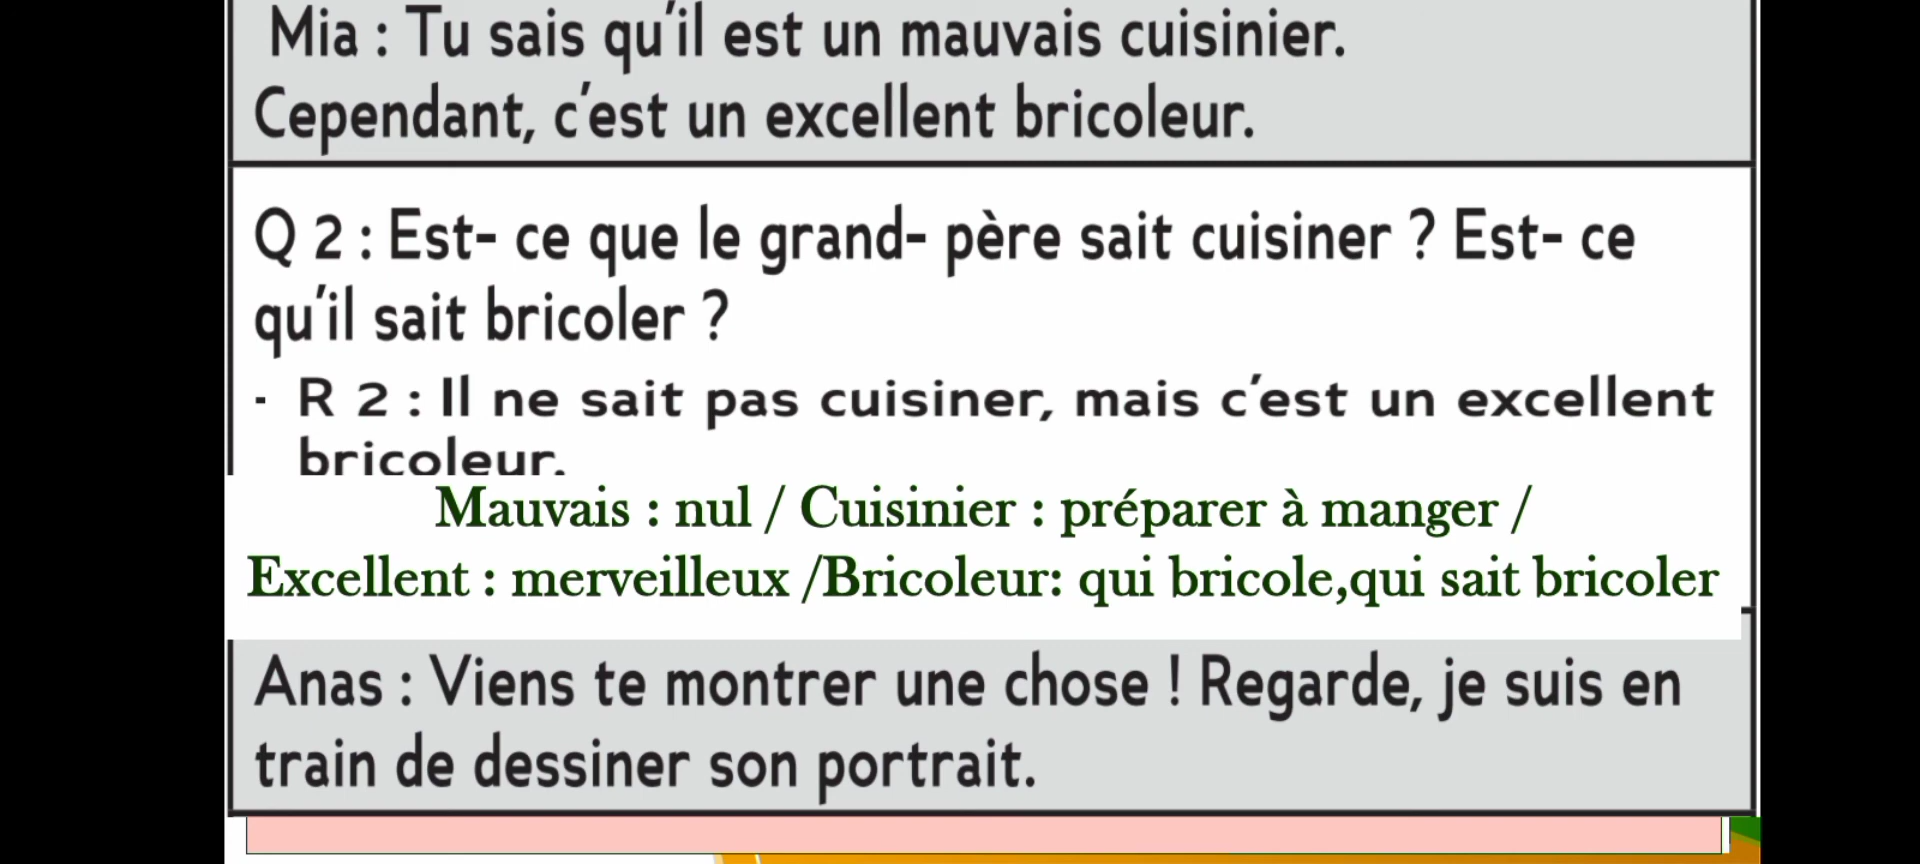 Mia : Tu sais qu'il est un mauvais cuisinier.
Cependant, c'est un excellent bricoleur.
Q 2 : Est- ce que le grand- père sait cuisiner ? Est- ce
qu'il sait bricoler ?
- R 2 : Il ne sait pas cuisiner, mais c'est un excellent
bricoleur.
Mauvais : nul / Cuisinier : préparer à manger /
Excellent : merveilleux /Bricoleur: qui bricole,qui sait bricoler
Anas : Viens te montrer une chose ! Regarde, je suis en
train de dessiner son portrait.